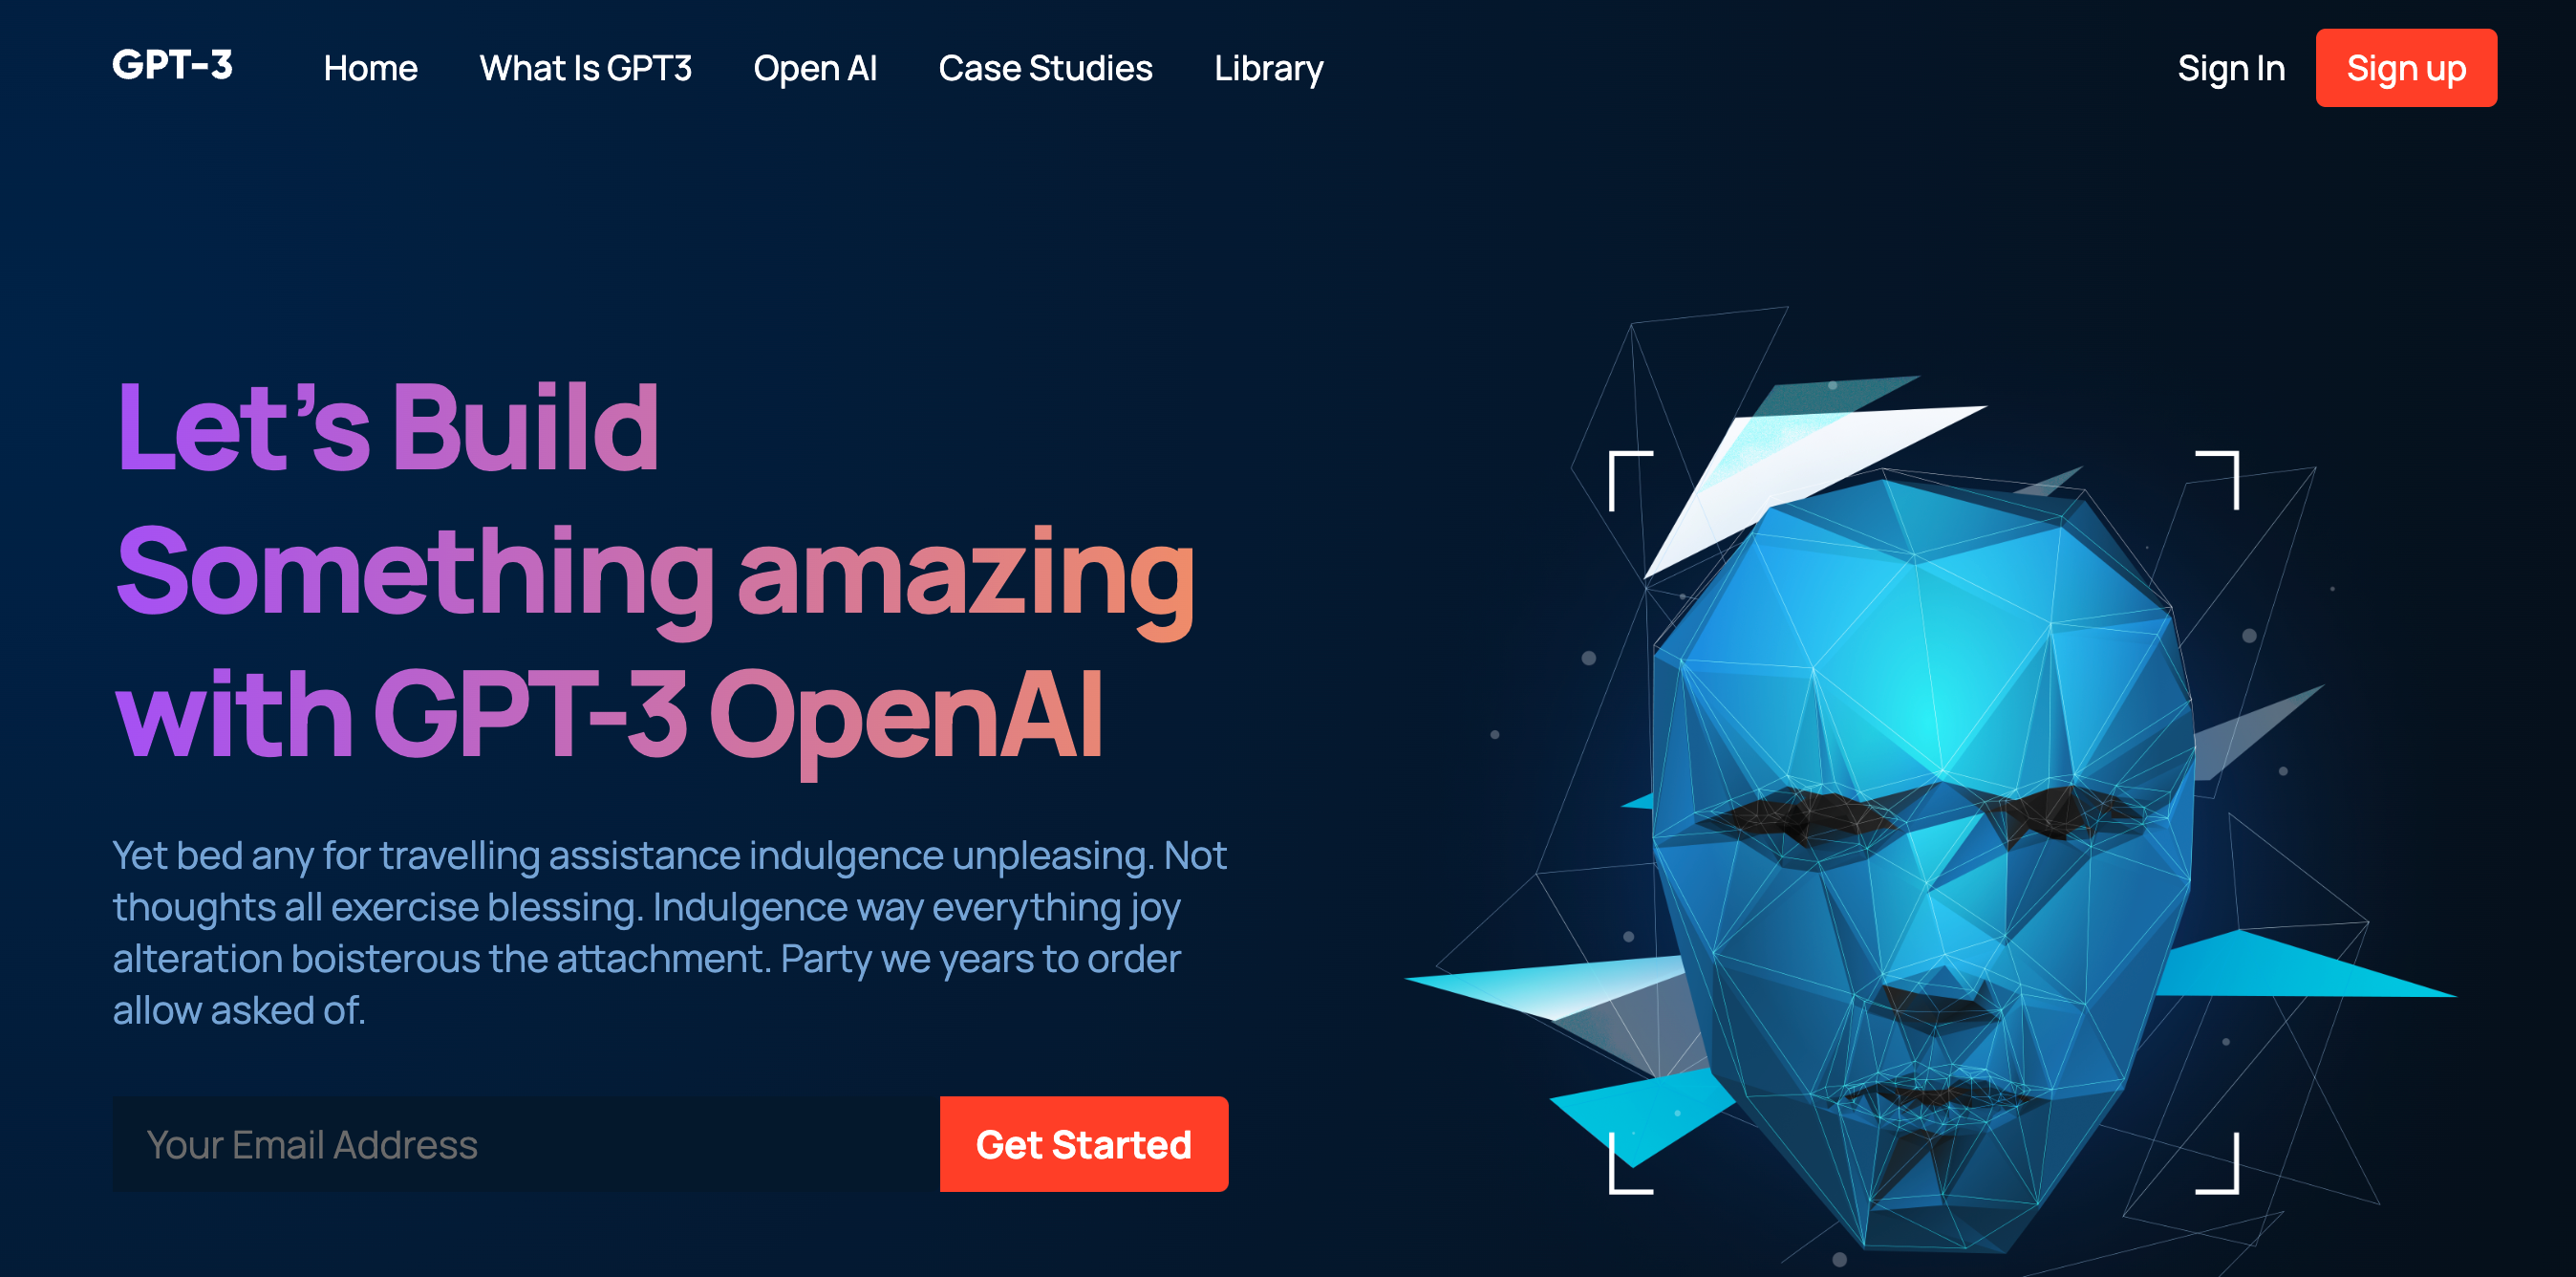 GPT-3 Home What Is GPT3 Open AI Case Studies Library Sign In Sign up
Let’s Build
Something amazing
with GPT-3 OpenAI
Yet bed any for travelling assistance indulgence unpleasing. Not
thoughts all exercise blessing. Indulgence way everything joy
alteration boisterous the attachment. Party we years to order
allow asked of.
Your Email Address Get Started